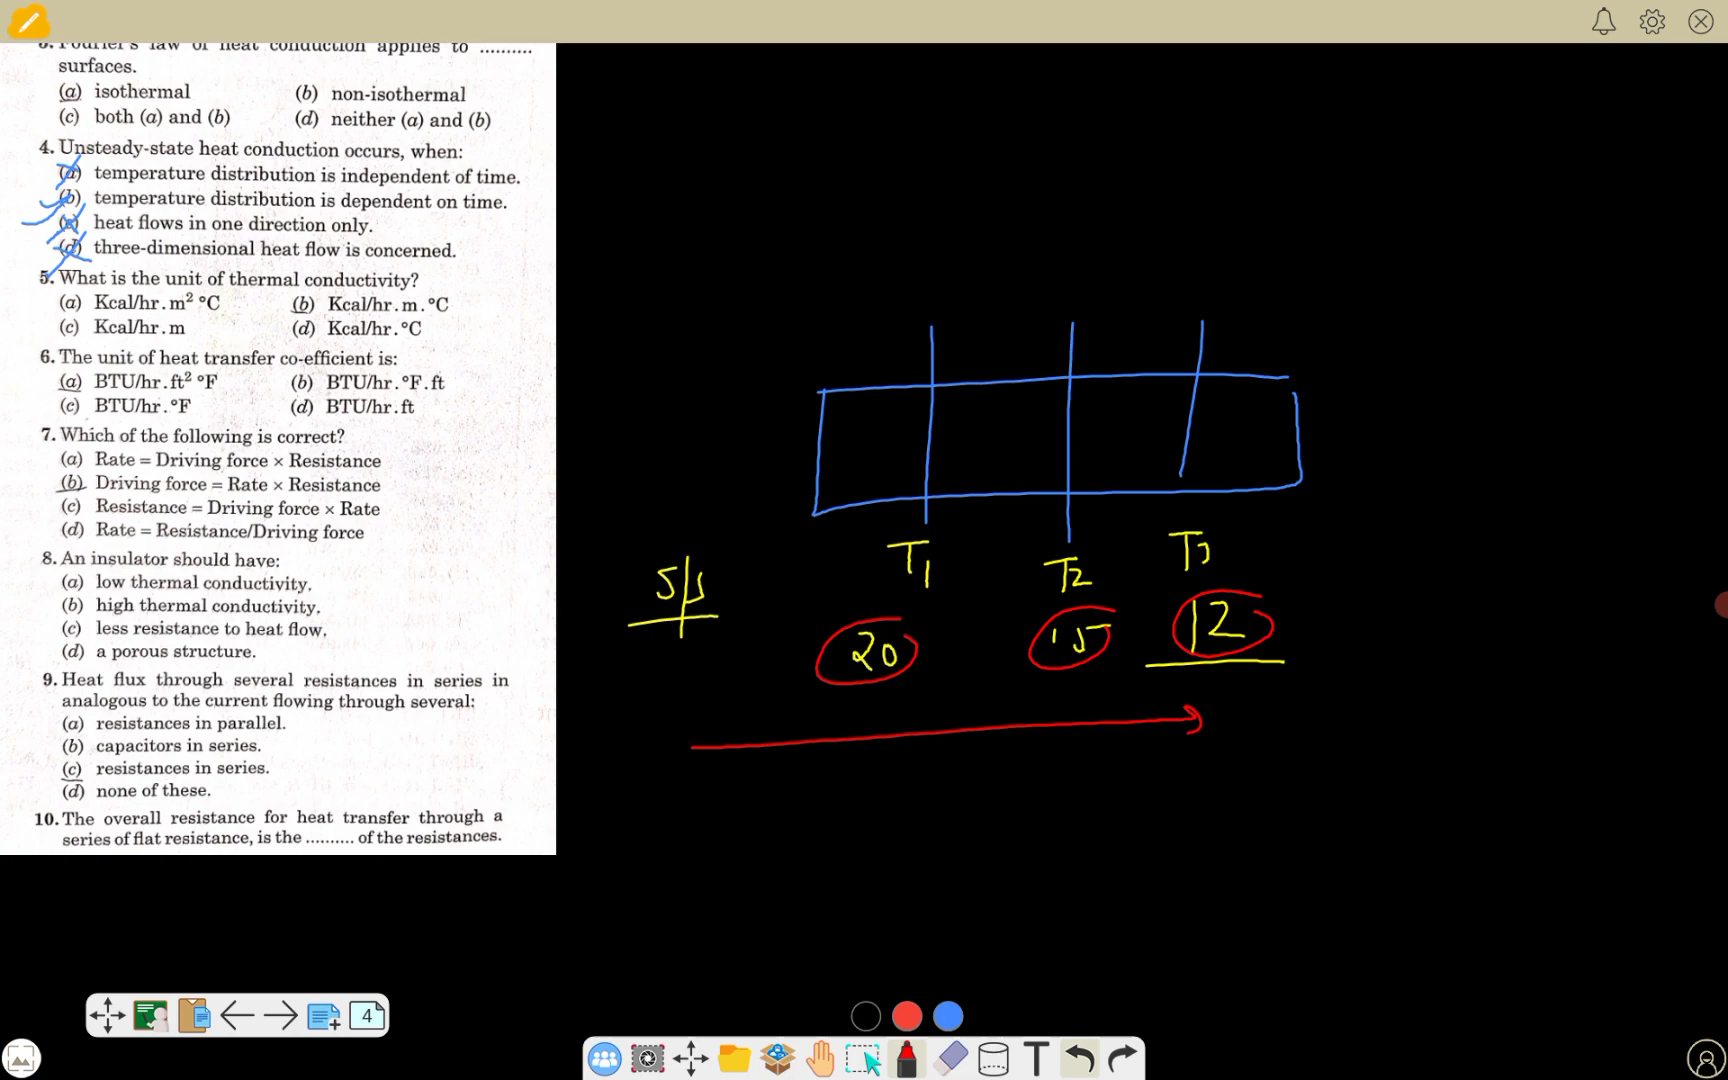 3. Fourier's law of heat conduction applies to ..........
surfaces.
(a) isothermal (b) non-isothermal
(c) both (a) and (b) (d) neither (a) and (b)
4. Unsteady-state heat conduction occurs, when:
(a) temperature distribution is independent of time.
(b) temperature distribution is dependent on time.
(c) heat flows in one direction only.
(d) three-dimensional heat flow is concerned.
5. What is the unit of thermal conductivity?
(a) Kcal/hr.m² °C (b) Kcal/hr.m.°C
(c) Kcal/hr.m (d) Kcal/hr.°C
6. The unit of heat transfer co-efficient is:
(a) BTU/hr.ft² °F (b) BTU/hr.°F.ft
(c) BTU/hr.°F (d) BTU/hr.ft
7. Which of the following is correct?
(a) Rate = Driving force × Resistance
(b) Driving force = Rate × Resistance
(c) Resistance = Driving force × Rate
(d) Rate = Resistance/Driving force
8. An insulator should have:
(a) low thermal conductivity.
(b) high thermal conductivity.
(c) less resistance to heat flow.
(d) a porous structure.
9. Heat flux through several resistances in series in
analogous to the current flowing through several:
(a) resistances in parallel.
(b) capacitors in series.
(c) resistances in series.
(d) none of these.
10. The overall resistance for heat transfer through a
series of flat resistance, is the .......... of the resistances.
T1 T2 T3
S/S
20 15 12
4
T